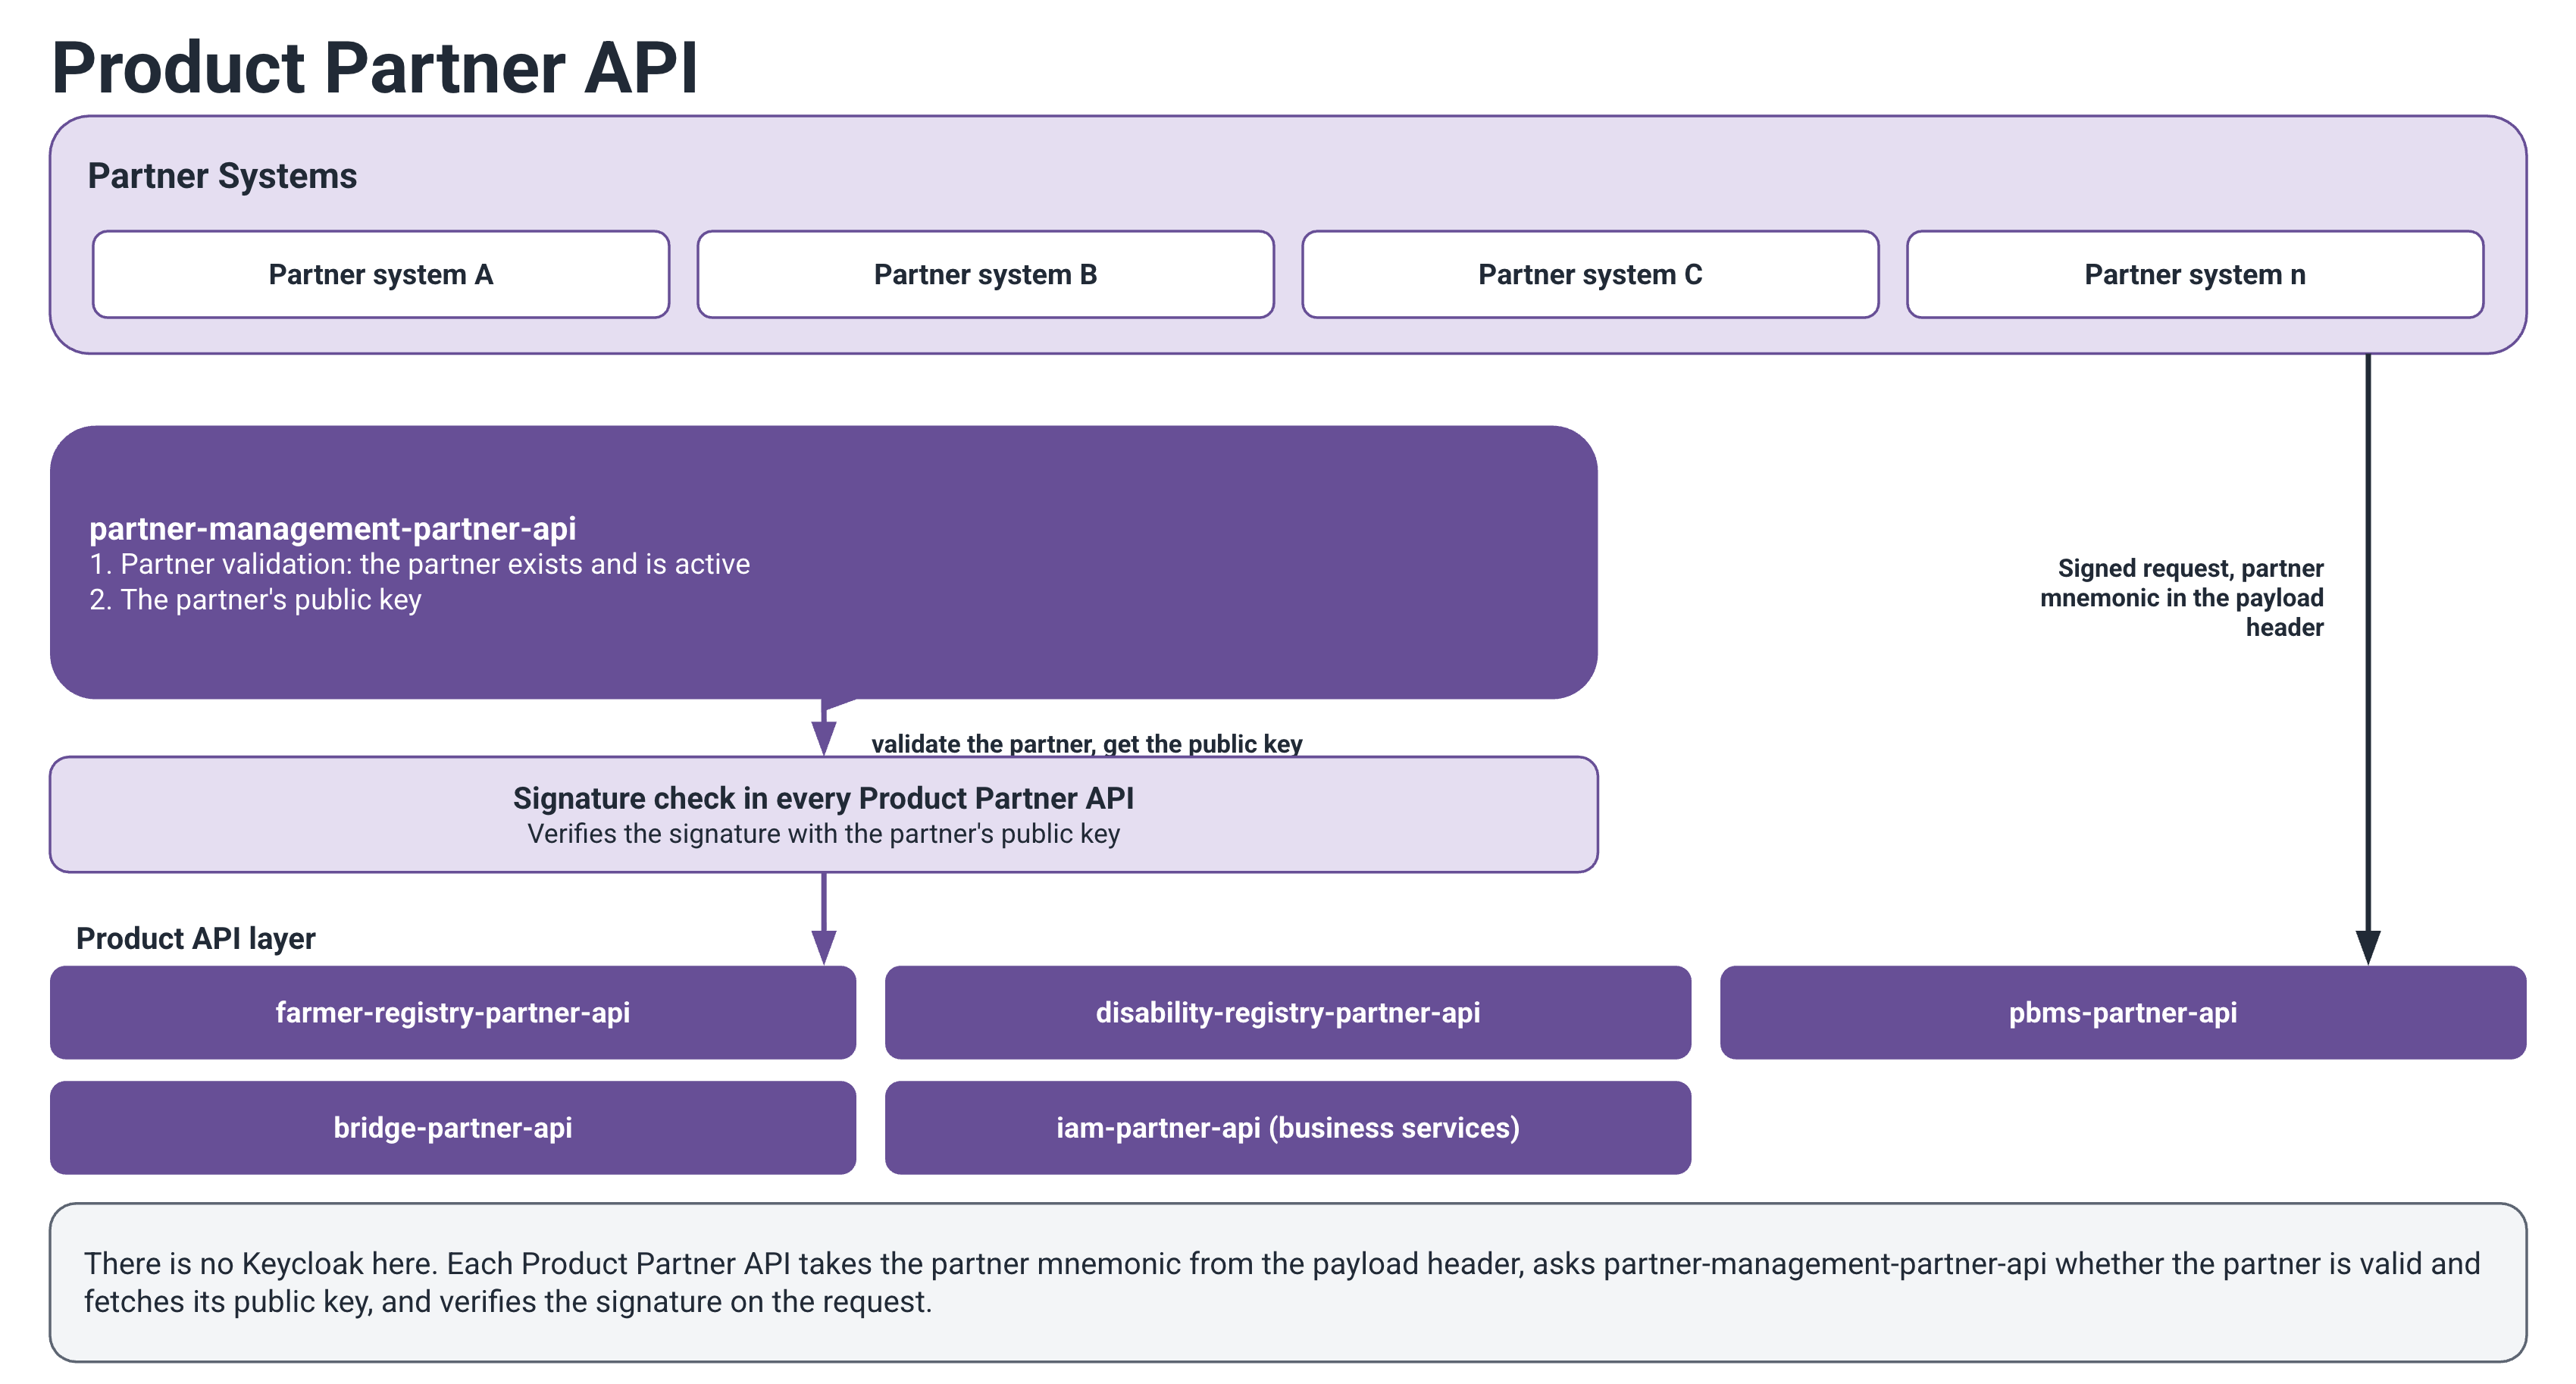 Product Partner API
Partner Systems
Partner system A
Partner system B
Partner system C
Partner system n
partner-management-partner-api
1. Partner validation: the partner exists and is active
2. The partner's public key
Signed request, partner
mnemonic in the payload
header
validate the partner, get the public key
Signature check in every Product Partner API
Verifies the signature with the partner's public key
Product API layer
farmer-registry-partner-api
disability-registry-partner-api
pbms-partner-api
bridge-partner-api
iam-partner-api (business services)
There is no Keycloak here. Each Product Partner API takes the partner mnemonic from the payload header, asks partner-management-partner-api whether the partner is valid and
fetches its public key, and verifies the signature on the request.